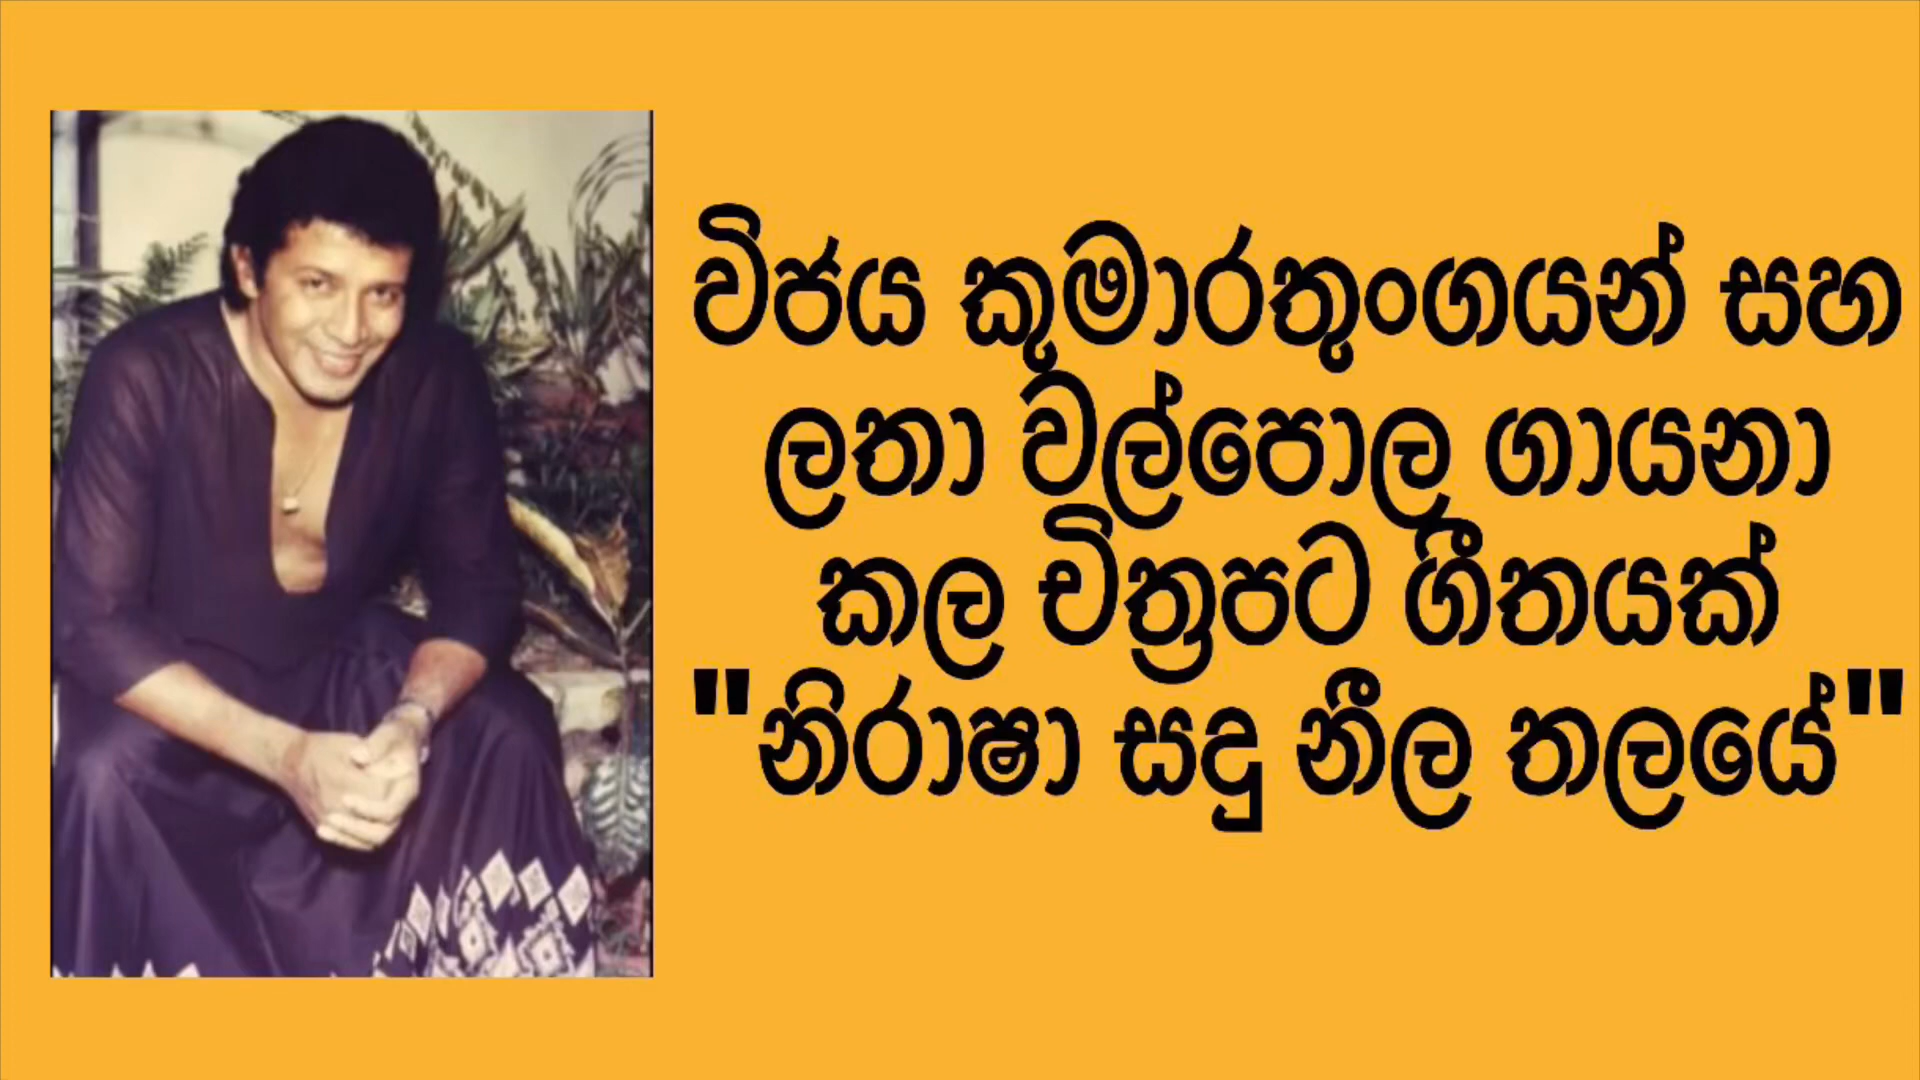 විජය කුමාරතුංගයන් සහ
ලතා වල්පොල ගායනා
කල චිත්‍රපට ගීතයක්
"නිරාෂා සඳු නීල තලයේ"